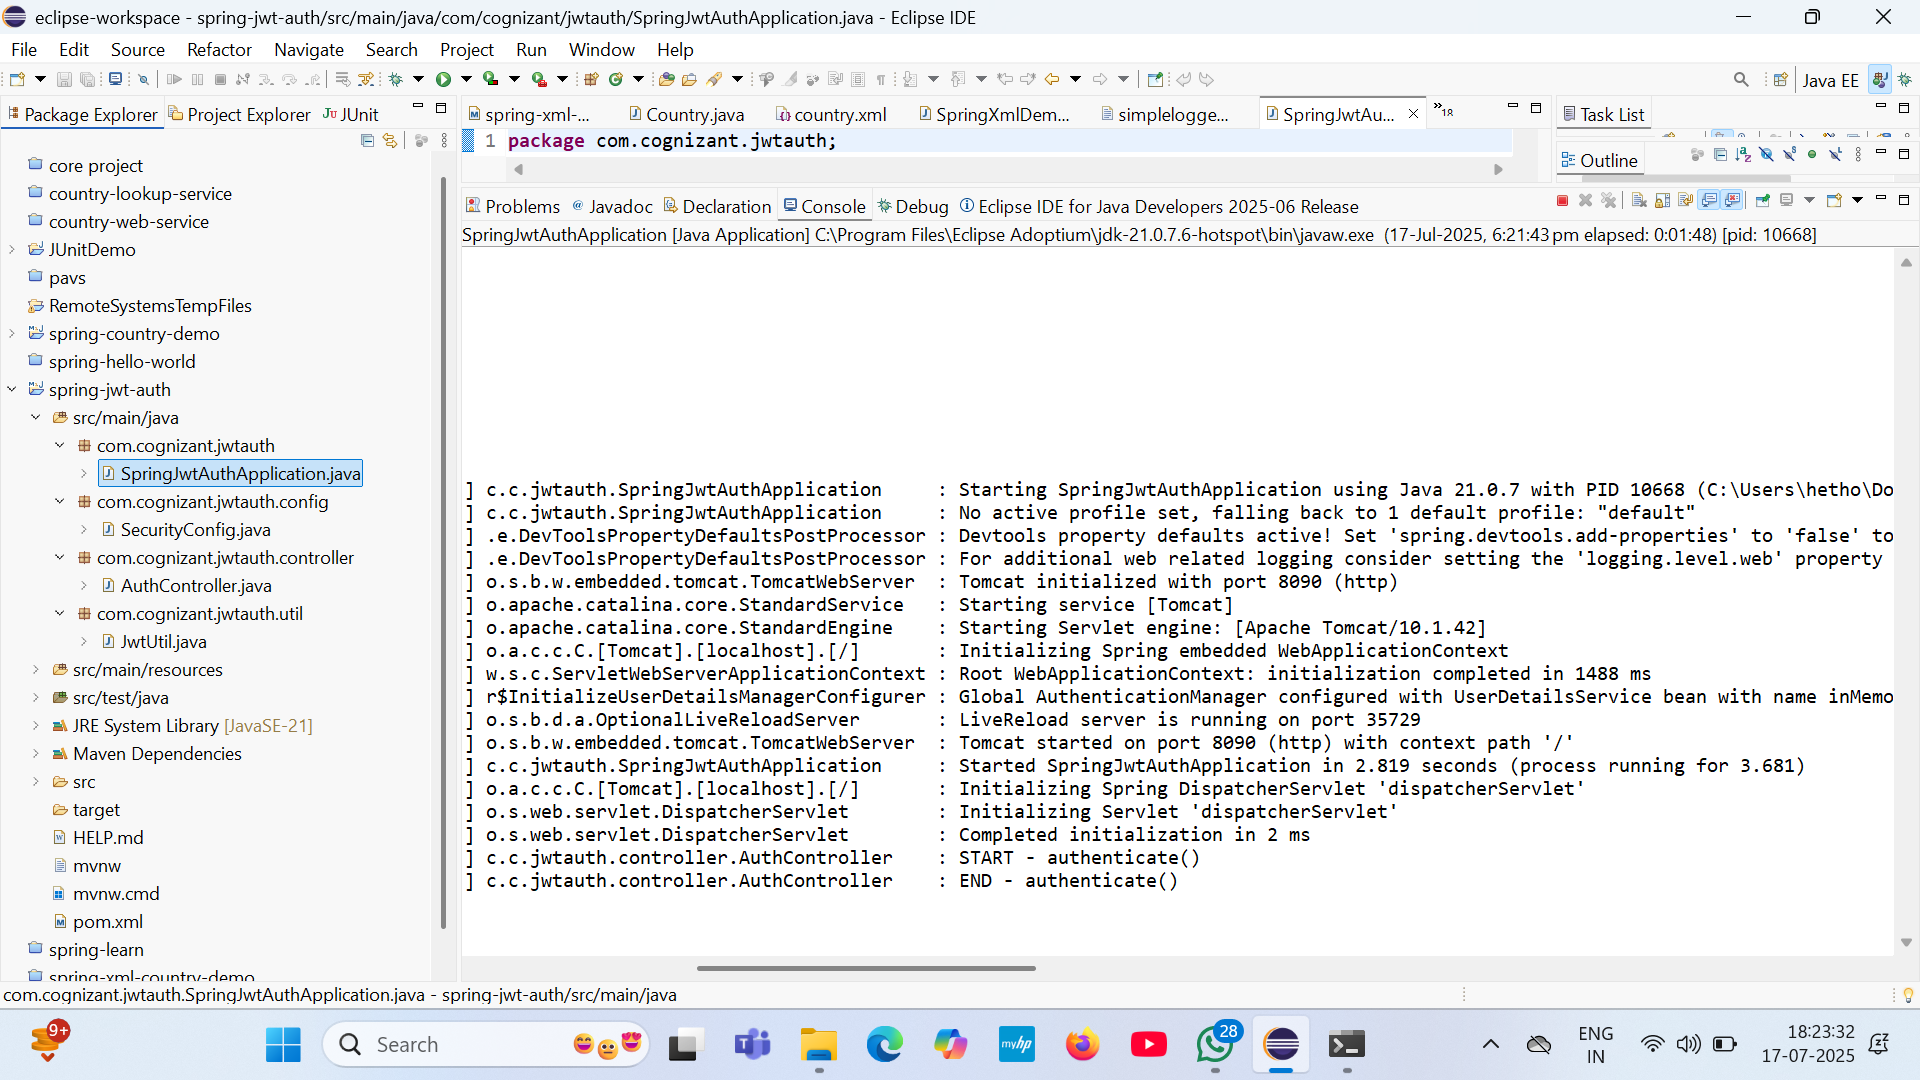 eclipse-workspace - spring-jwt-auth/src/main/java/com/cognizant/jwtauth/SpringJwtAuthApplication.java - Eclipse IDE
File Edit Source Refactor Navigate Search Project Run Window Help
Java EE
Package Explorer Project Explorer JUnit
spring-xml-... Country.java country.xml SpringXmlDem... simplelogge... SpringJwtAu... 18
Task List
1 package com.cognizant.jwtauth;
Outline
Problems Javadoc Declaration Console Debug Eclipse IDE for Java Developers 2025-06 Release
SpringJwtAuthApplication [Java Application] C:\Program Files\Eclipse Adoptium\jdk-21.0.7.6-hotspot\bin\javaw.exe (17-Jul-2025, 6:21:43 pm elapsed: 0:01:48) [pid: 10668]
core project
country-lookup-service
country-web-service
JUnitDemo
pavs
RemoteSystemsTempFiles
spring-country-demo
spring-hello-world
spring-jwt-auth
src/main/java
com.cognizant.jwtauth
SpringJwtAuthApplication.java
com.cognizant.jwtauth.config
SecurityConfig.java
com.cognizant.jwtauth.controller
AuthController.java
com.cognizant.jwtauth.util
JwtUtil.java
src/main/resources
src/test/java
JRE System Library [JavaSE-21]
Maven Dependencies
src
target
HELP.md
mvnw
mvnw.cmd
pom.xml
spring-learn
spring-xml-country-demo
] c.c.jwtauth.SpringJwtAuthApplication : Starting SpringJwtAuthApplication using Java 21.0.7 with PID 10668 (C:\Users\hetho\Do
] c.c.jwtauth.SpringJwtAuthApplication : No active profile set, falling back to 1 default profile: "default"
] .e.DevToolsPropertyDefaultsPostProcessor : Devtools property defaults active! Set 'spring.devtools.add-properties' to 'false' to
] .e.DevToolsPropertyDefaultsPostProcessor : For additional web related logging consider setting the 'logging.level.web' property
] o.s.b.w.embedded.tomcat.TomcatWebServer : Tomcat initialized with port 8090 (http)
] o.apache.catalina.core.StandardService : Starting service [Tomcat]
] o.apache.catalina.core.StandardEngine : Starting Servlet engine: [Apache Tomcat/10.1.42]
] o.a.c.c.C.[Tomcat].[localhost].[/] : Initializing Spring embedded WebApplicationContext
] w.s.c.ServletWebServerApplicationContext : Root WebApplicationContext: initialization completed in 1488 ms
] r$InitializeUserDetailsManagerConfigurer : Global AuthenticationManager configured with UserDetailsService bean with name inMemo
] o.s.b.d.a.OptionalLiveReloadServer : LiveReload server is running on port 35729
] o.s.b.w.embedded.tomcat.TomcatWebServer : Tomcat started on port 8090 (http) with context path '/'
] c.c.jwtauth.SpringJwtAuthApplication : Started SpringJwtAuthApplication in 2.819 seconds (process running for 3.681)
] o.a.c.c.C.[Tomcat].[localhost].[/] : Initializing Spring DispatcherServlet 'dispatcherServlet'
] o.s.web.servlet.DispatcherServlet : Initializing Servlet 'dispatcherServlet'
] o.s.web.servlet.DispatcherServlet : Completed initialization in 2 ms
] c.c.jwtauth.controller.AuthController : START - authenticate()
] c.c.jwtauth.controller.AuthController : END - authenticate()
com.cognizant.jwtauth.SpringJwtAuthApplication.java - spring-jwt-auth/src/main/java
9+
Search
myhp
28
ENG
IN
18:23:32
17-07-2025